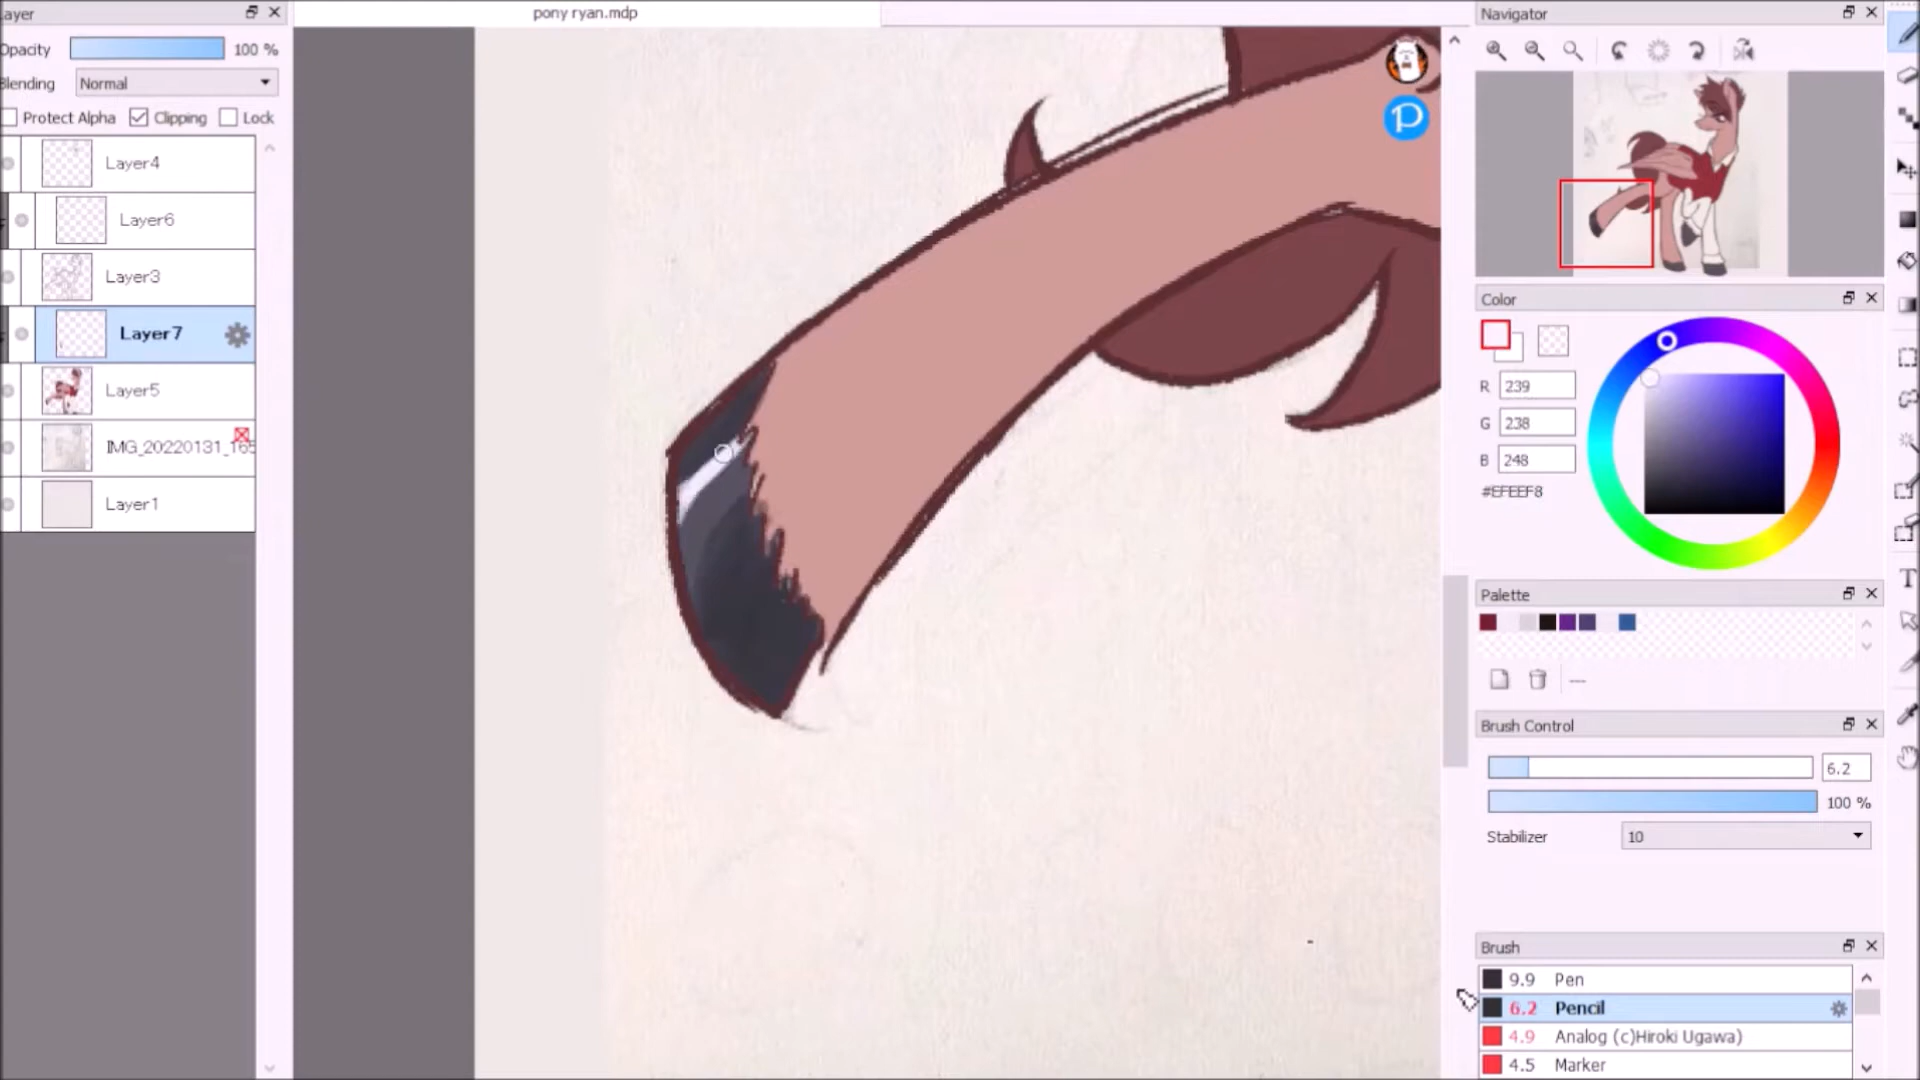 ayer
Opacity 100 %
Blending Normal
Protect Alpha Clipping Lock
Layer4
Layer6
Layer3
Layer7
Layer5
IMG_20220131_165
Layer1
pony ryan.mdp
Navigator
Color
R 239
G 238
B 248
#EFEEF8
Palette
Brush Control
6.2
100 %
Stabilizer 10
Brush
9.9 Pen
6.2 Pencil
4.9 Analog (c)Hiroki Ugawa)
4.5 Marker